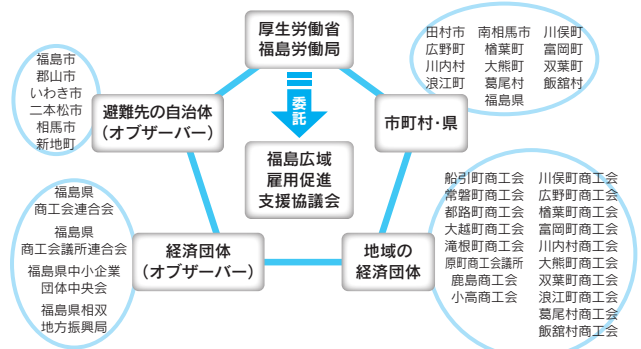 厚生労働省
福島労働局
福島市
郡山市
いわき市
二本松市
相馬市
新地町
避難先の自治体
（オブザーバー）
委託
田村市 南相馬市 川俣町
広野町 楢葉町 富岡町
川内村 大熊町 双葉町
浪江町 葛尾村 飯舘村
福島県
市町村・県
福島広域
雇用促進
支援協議会
福島県
商工会連合会
福島県
商工会議所連合会
福島県中小企業
団体中央会
福島県相双
地方振興局
経済団体
（オブザーバー）
地域の
経済団体
船引町商工会 川俣町商工会
常磐町商工会 広野町商工会
都路町商工会 楢葉町商工会
大越町商工会 富岡町商工会
滝根町商工会 川内村商工会
原町商工会議所 大熊町商工会
鹿島商工会 双葉町商工会
小高商工会 浪江町商工会
葛尾村商工会
飯舘村商工会